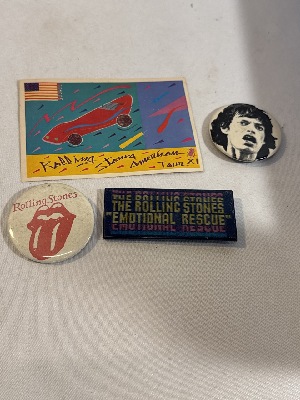 Rolling Stones American
Tour 81
Rolling Stones
THE ROLLING STONES
THE ROLLING STONES
"EMOTIONAL RESCUE"
EMOTIONAL RESCUE